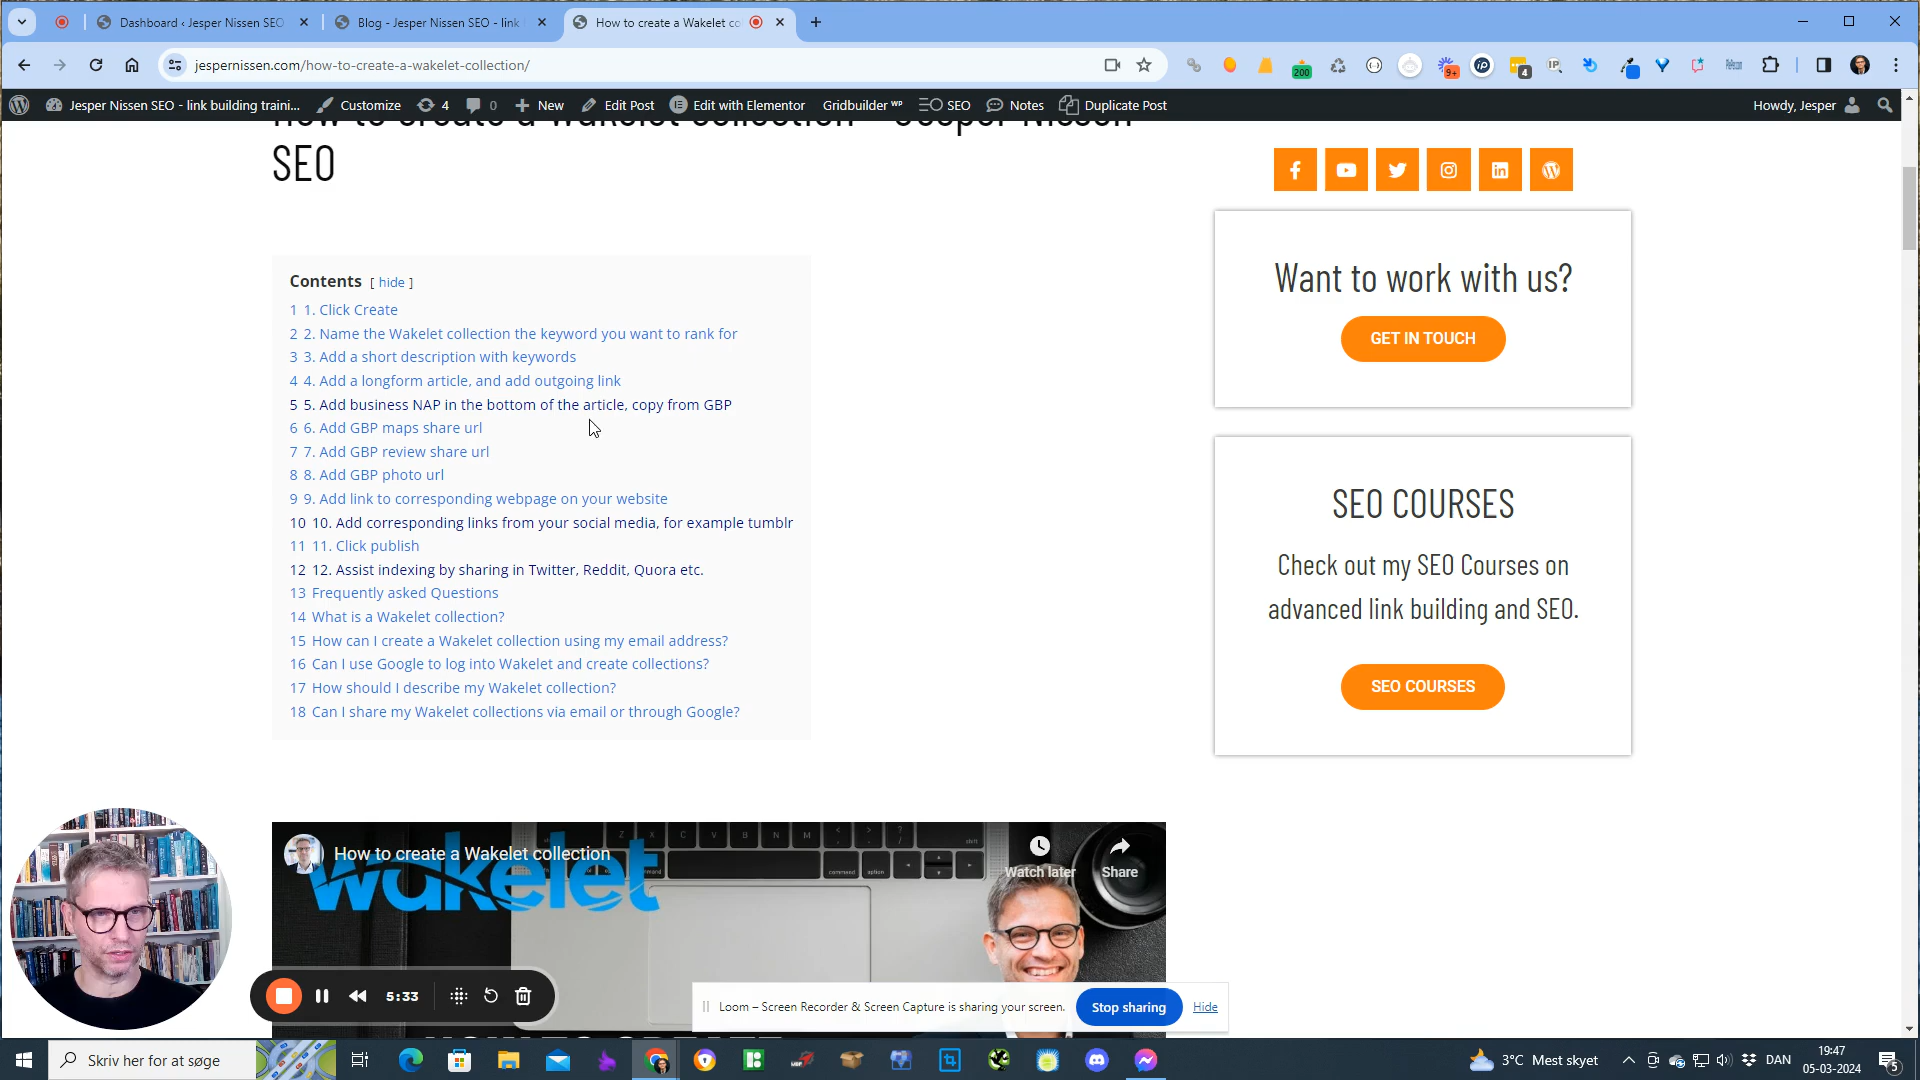 Dashboard ‹ Jesper Nissen SEO
Blog - Jesper Nissen SEO - link
How to create a Wakelet co
jespernissen.com/how-to-create-a-wakelet-collection/
200
9+
4
Jesper Nissen SEO - link building traini...
Customize
4
0
New
Edit Post
Edit with Elementor
Gridbuilder WP
SEO
Notes
Duplicate Post
Howdy, Jesper
How to create a Wakelet collection - Jesper Nissen
SEO
Contents [ hide ]
1 1. Click Create
2 2. Name the Wakelet collection the keyword you want to rank for
3 3. Add a short description with keywords
4 4. Add a longform article, and add outgoing link
5 5. Add business NAP in the bottom of the article, copy from GBP
6 6. Add GBP maps share url
7 7. Add GBP review share url
8 8. Add GBP photo url
9 9. Add link to corresponding webpage on your website
10 10. Add corresponding links from your social media, for example tumblr
11 11. Click publish
12 12. Assist indexing by sharing in Twitter, Reddit, Quora etc.
13 Frequently asked Questions
14 What is a Wakelet collection?
15 How can I create a Wakelet collection using my email address?
16 Can I use Google to log into Wakelet and create collections?
17 How should I describe my Wakelet collection?
18 Can I share my Wakelet collections via email or through Google?
Want to work with us?
GET IN TOUCH
SEO COURSES
Check out my SEO Courses on
advanced link building and SEO.
SEO COURSES
How to create a Wakelet collection
wakelet
Watch later
Share
5:33
Loom – Screen Recorder & Screen Capture is sharing your screen.
Stop sharing
Hide
Skriv her for at søge
3°C Mest skyet
DAN
19:47
05-03-2024
5